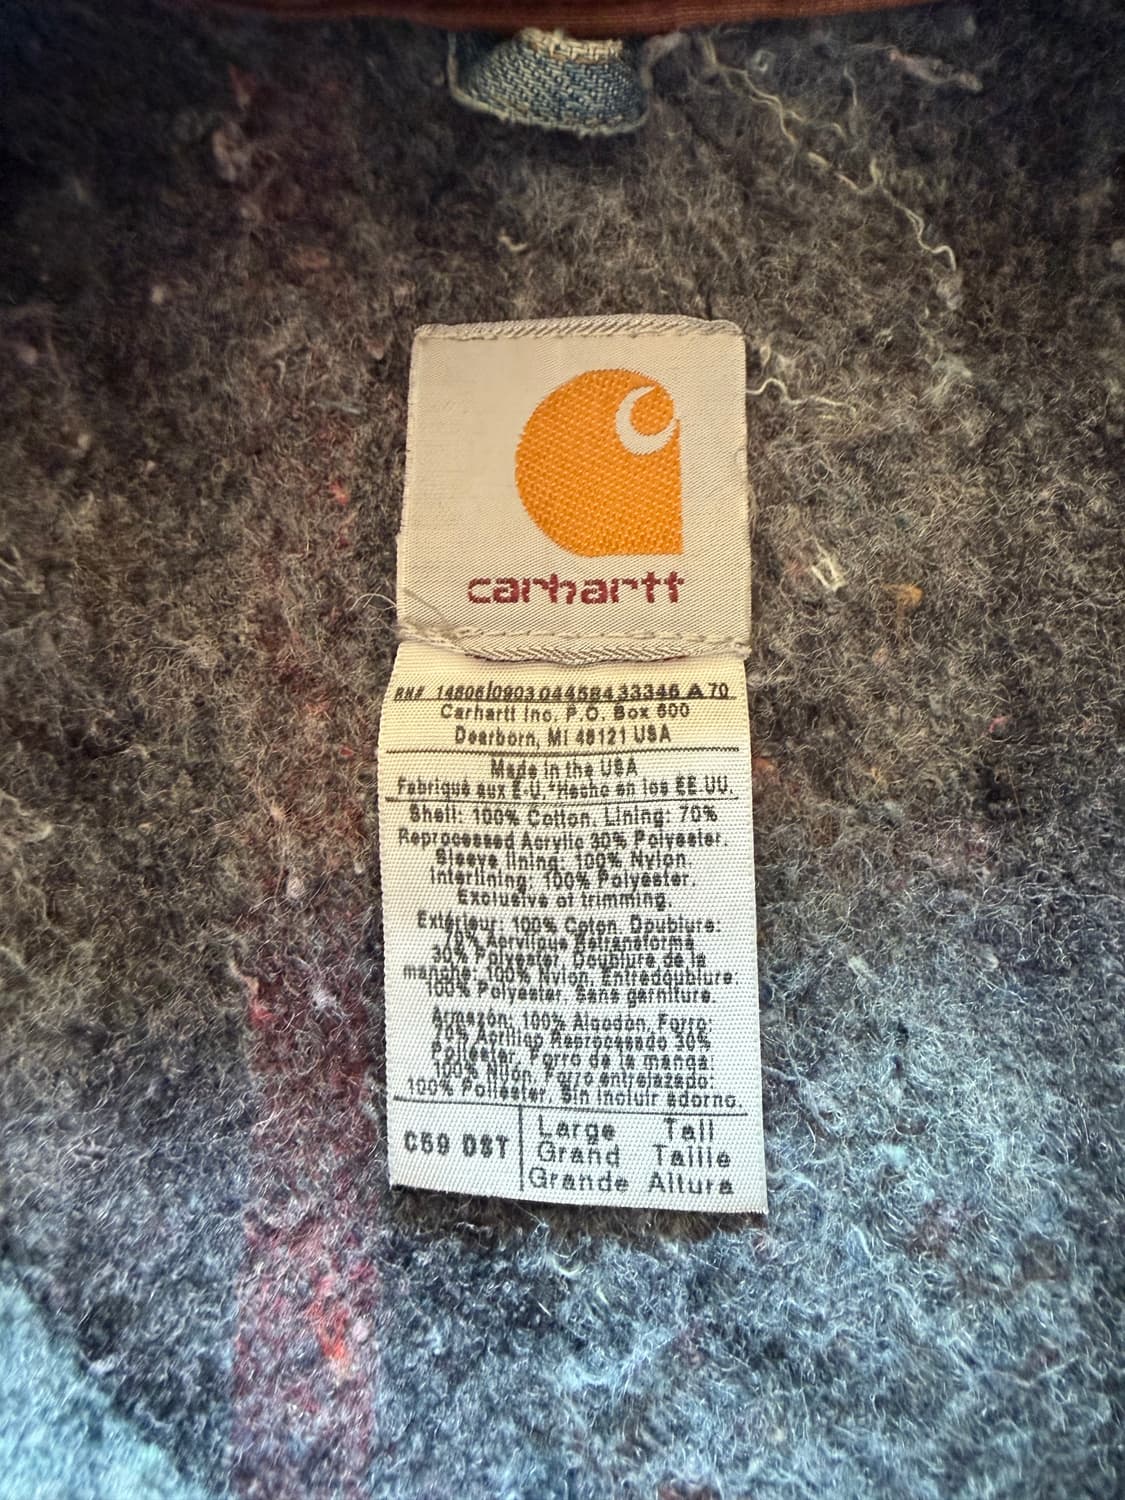 carhartt
RN# 14806/0903 044584 33346 A 70
Carhartt Inc. P.O. Box 600
Dearborn, MI 48121 USA
Made in the USA
Fabriqué aux É.U. Hecho en los EE.UU.
Shell: 100% Cotton. Lining: 70%
Reprocessed Acrylic 30% Polyester.
Sleeve lining: 100% Nylon.
Interlining: 100% Polyester.
Exclusive of trimming.
Extérieur: 100% Coton. Doublure:
Acrylique Retransformé
30% Polyester. Doublure de la
manche: 100% Nylon. Entredoublure:
100% Polyester. Sans garniture.
Armazón: 100% Algodón. Forro:
70% Acrílico Reprocesado 30%
Poliester. Forro de la manga:
100% Nilón. entrelazado:
100% Poliéster. Sin incluir adorno.
C59 DST
Large Tall
Grand Taille
Grande Altura